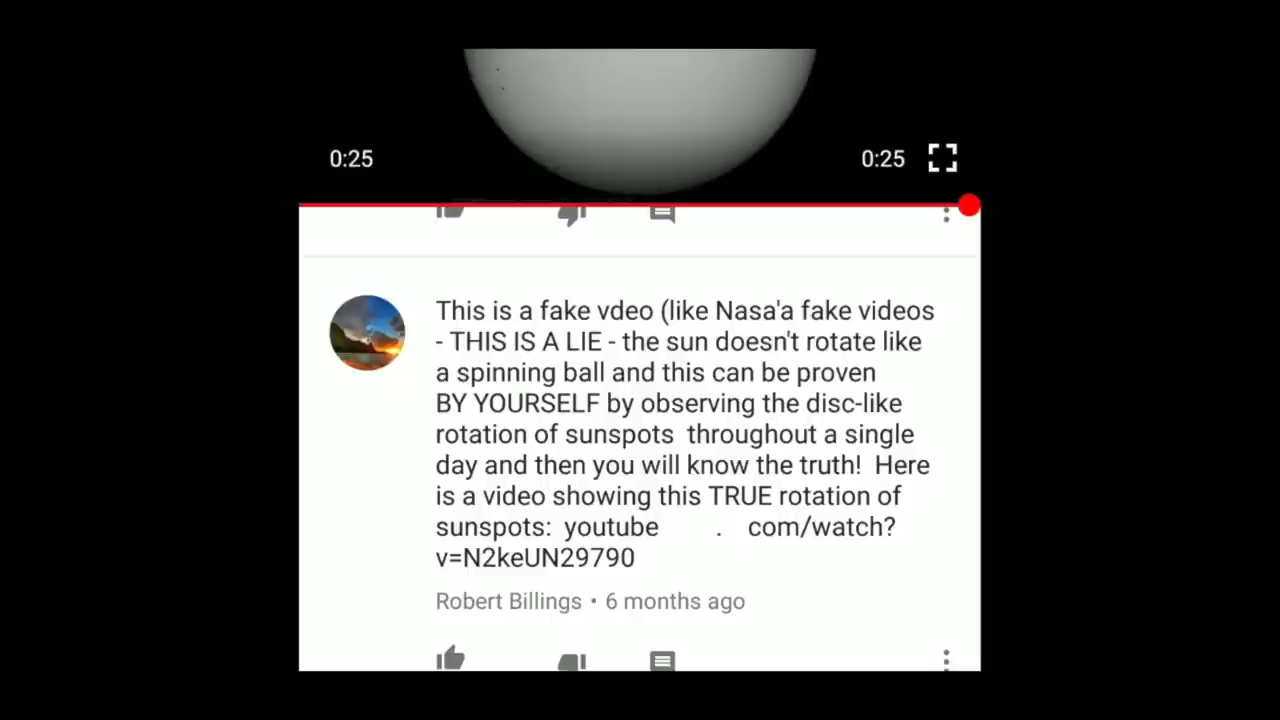 0:25 0:25
This is a fake vdeo (like Nasa'a fake videos
- THIS IS A LIE - the sun doesn't rotate like
a spinning ball and this can be proven
BY YOURSELF by observing the disc-like
rotation of sunspots  throughout a single
day and then you will know the truth!  Here
is a video showing this TRUE rotation of
sunspots:  youtube       .   com/watch?
v=N2keUN29790
Robert Billings • 6 months ago